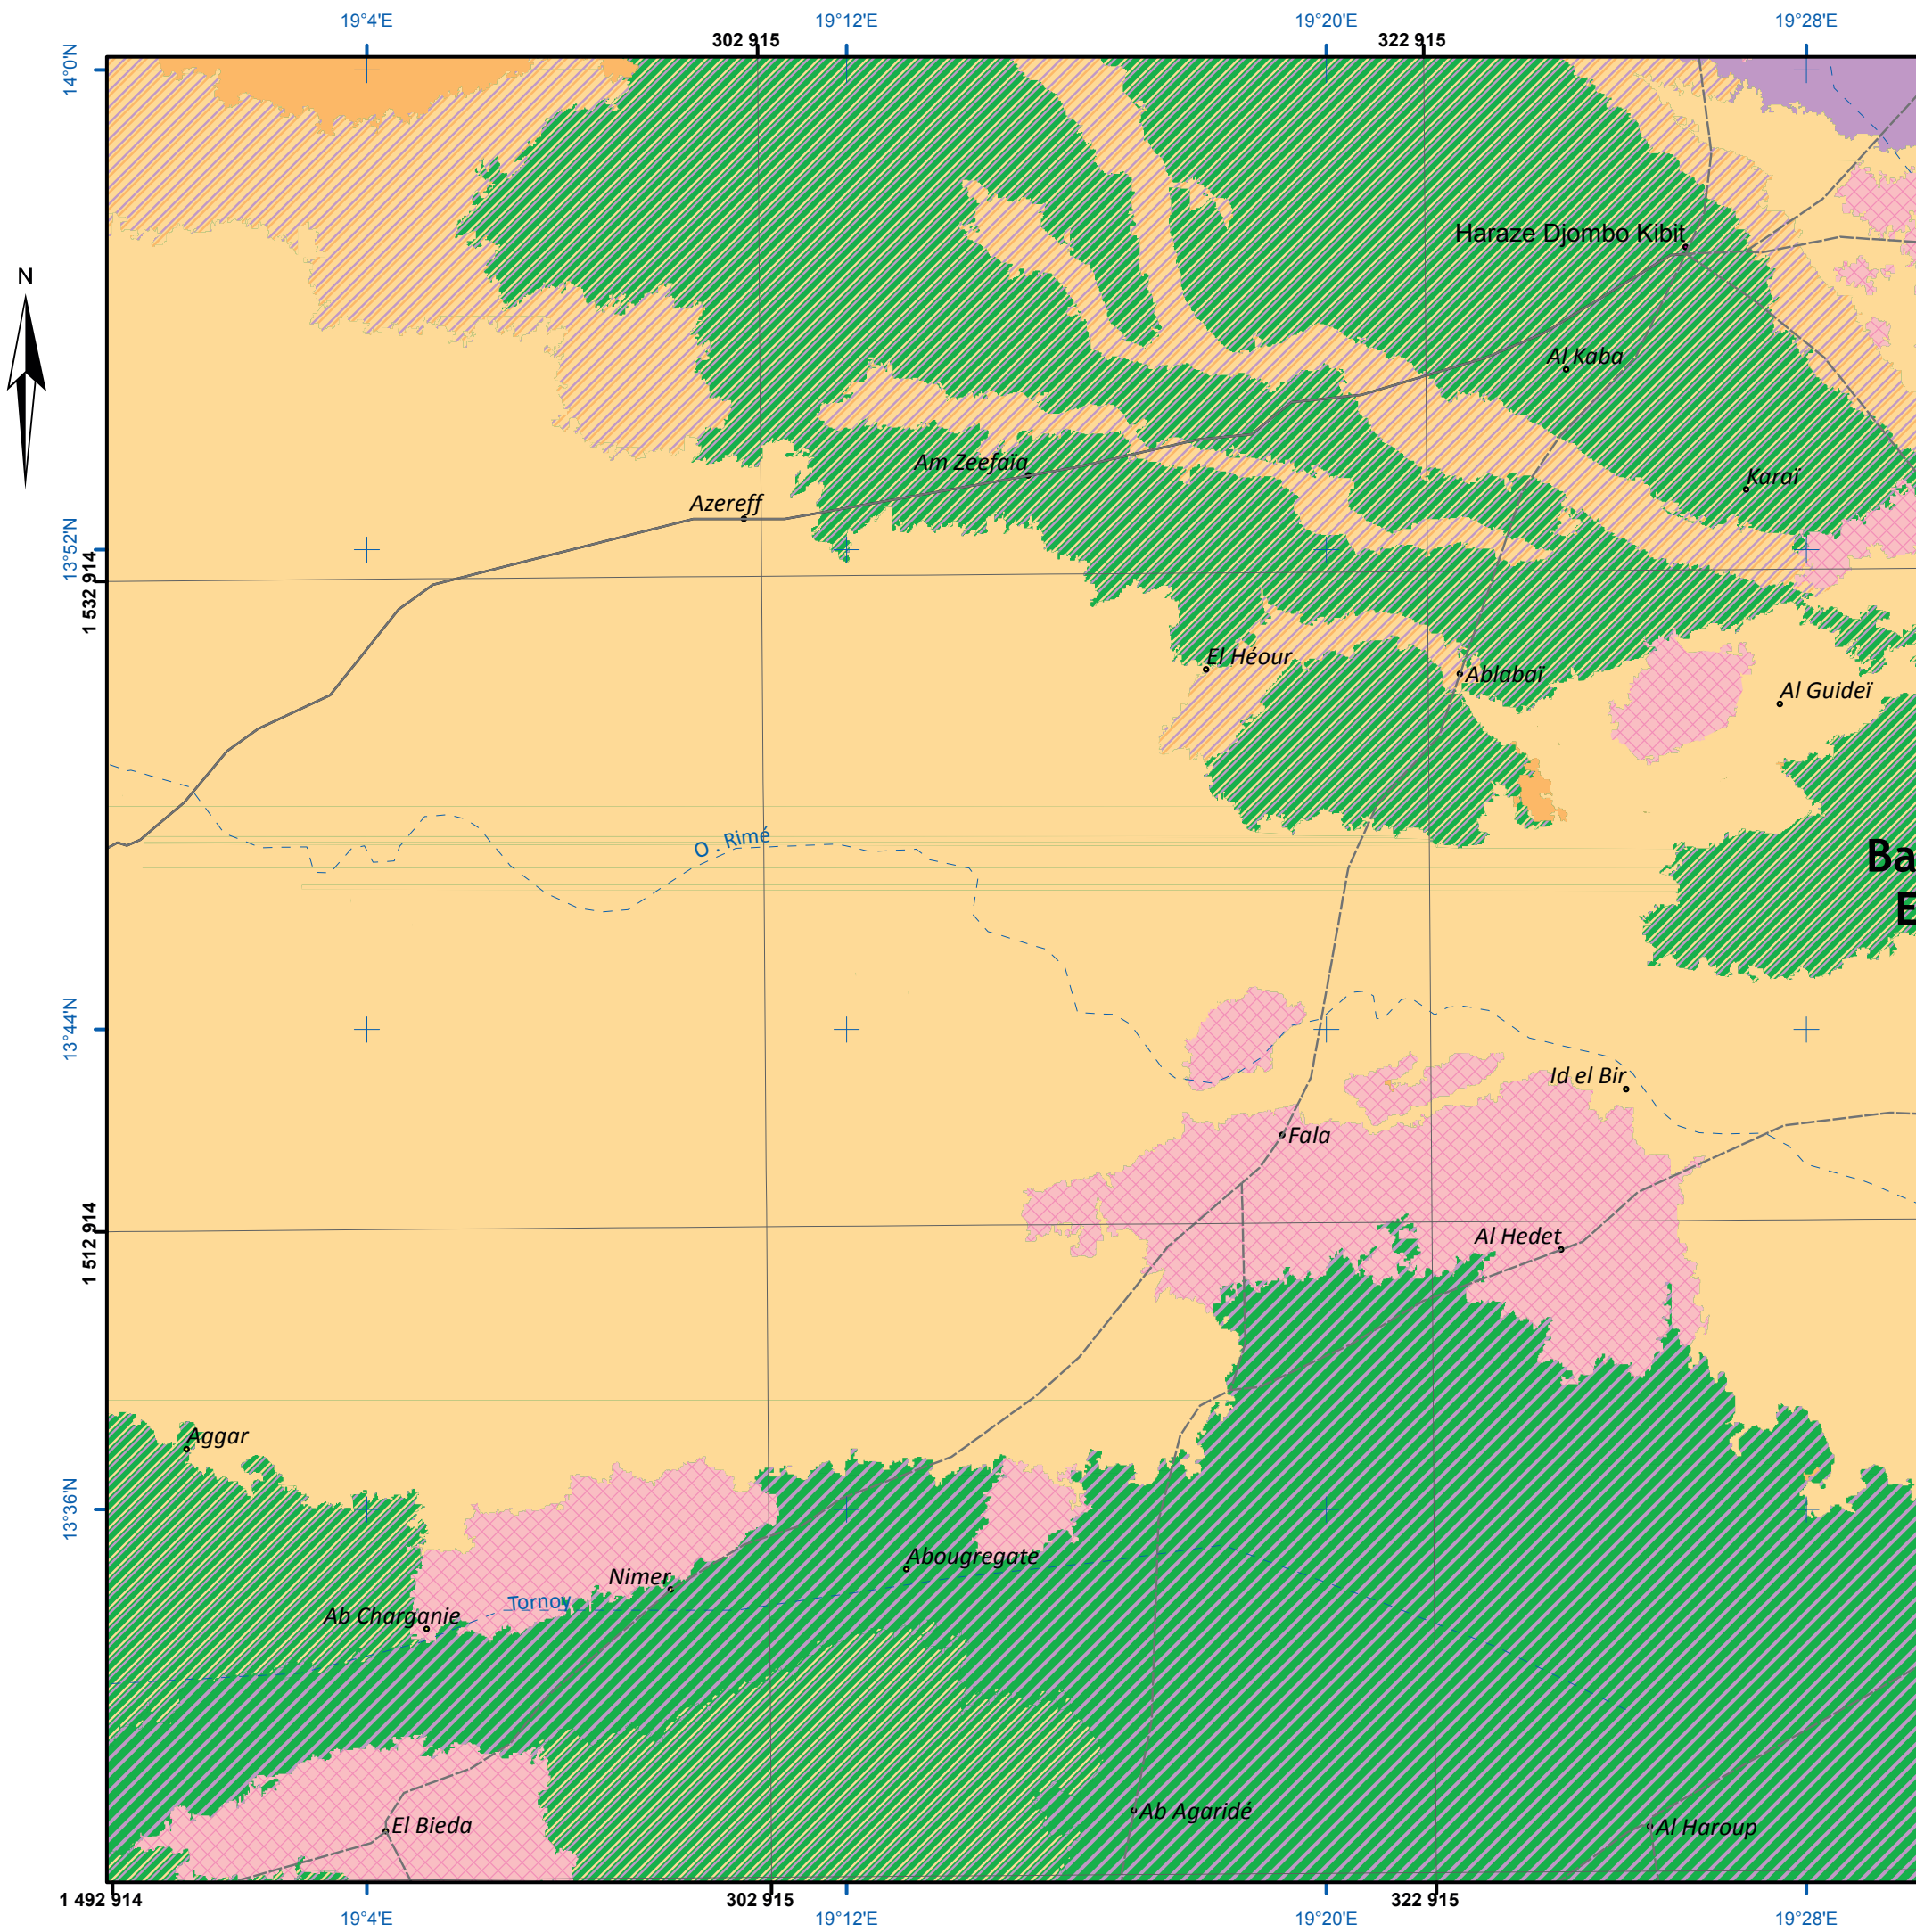 19°4'E 19°12'E 19°20'E 19°28'E
302 915 322 915
14°0'N
Haraze Djombo Kibit
N
Al Kaba
Am Zeefaïa
Karaï
Azereff
13°52'N
1 532 914
El Héour
Ablabaï
Al Guideï
O . Rimé
Ba
E
13°44'N
Id el Bir
Fala
1 512 914
Al Hedet
Aggar
13°36'N
Abougregate
Nimer
Tornoy
Ab Charganie
Ab Agaridé
El Bieda
Al Haroup
1 492 914 302 915 322 915
19°4'E 19°12'E 19°20'E 19°28'E